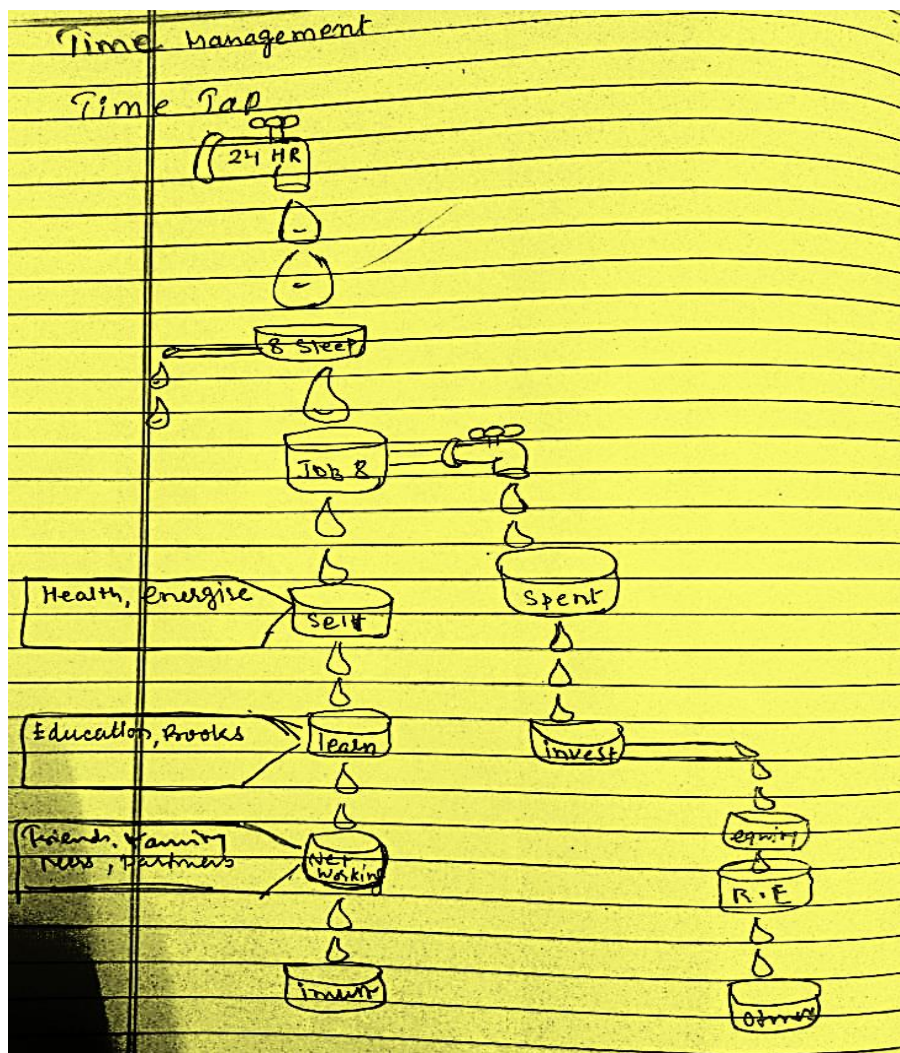 Time Management
Time Tap
24 HR
8 Sleep
Job 8
Health, energise
Self
Spent
Education, Books
learn
invest
Friends, Family
Peers, Partners
Net
working
equity
R.E
Others